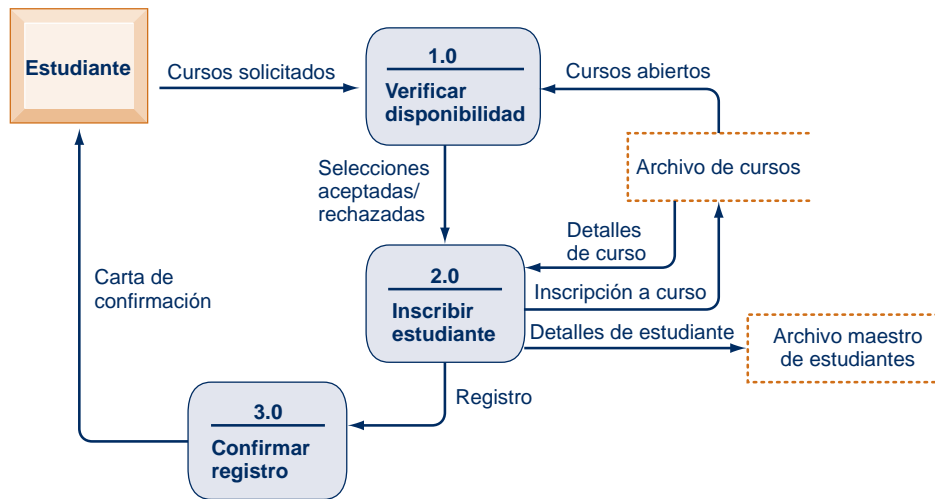 Estudiante
Cursos solicitados
1.0
Verificar
disponibilidad
Cursos abiertos
Archivo de cursos
Selecciones
aceptadas/
rechazadas
Detalles
de curso
2.0
Inscribir
estudiante
Inscripción a curso
Detalles de estudiante
Archivo maestro
de estudiantes
Carta de
confirmación
Registro
3.0
Confirmar
registro